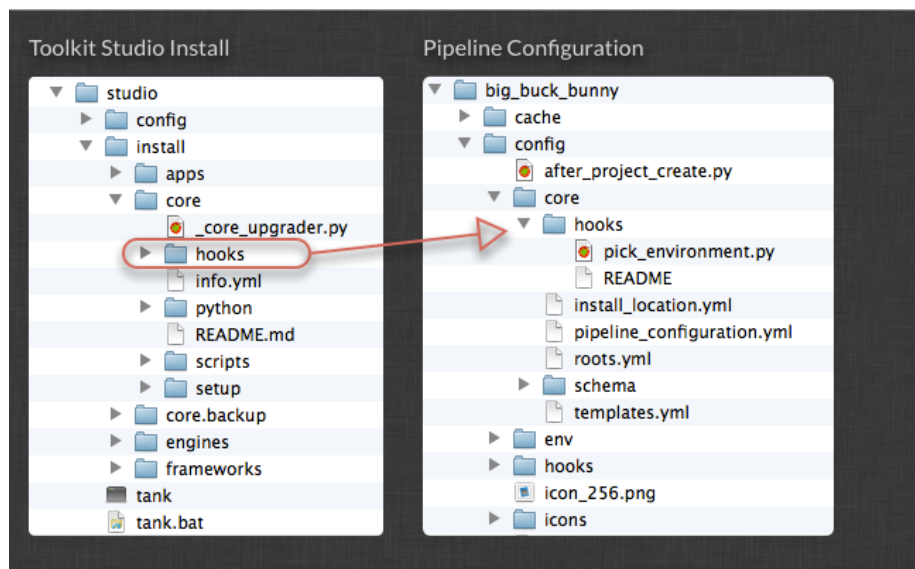 Toolkit Studio Install
studio
config
install
apps
core
_core_upgrader.py
hooks
info.yml
python
README.md
scripts
setup
core.backup
engines
frameworks
tank
tank.bat
Pipeline Configuration
big_buck_bunny
cache
config
after_project_create.py
core
hooks
pick_environment.py
README
install_location.yml
pipeline_configuration.yml
roots.yml
schema
templates.yml
env
hooks
icon_256.png
icons